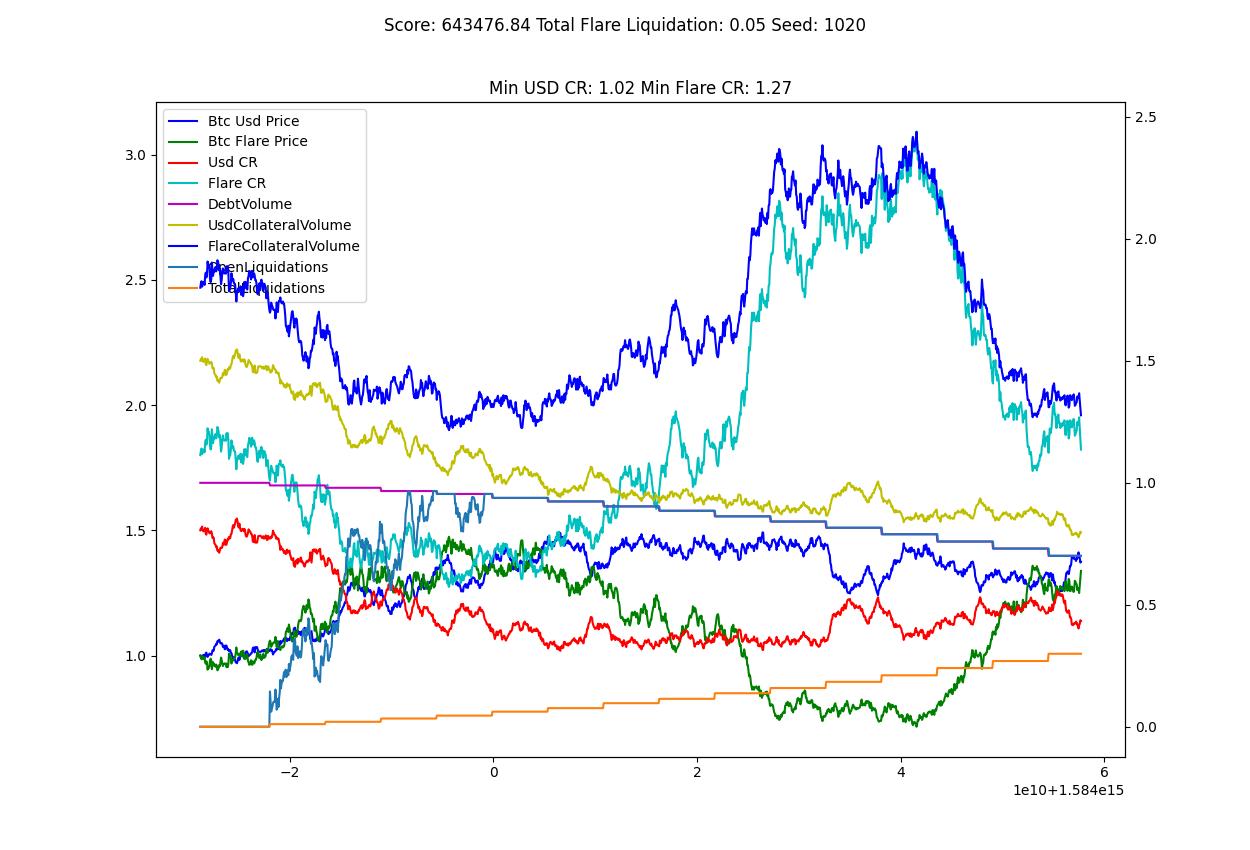 Score: 643476.84 Total Flare Liquidation: 0.05 Seed: 1020
Min USD CR: 1.02 Min Flare CR: 1.27
Btc Usd Price
Btc Flare Price
Usd CR
Flare CR
DebtVolume
UsdCollateralVolume
FlareCollateralVolume
OpenLiquidations
TotalLiquidations
3.0
2.5
2.0
1.5
1.0
2.5
2.0
1.5
1.0
0.5
0.0
−2
0
2
4
6
1e10+1.584e15